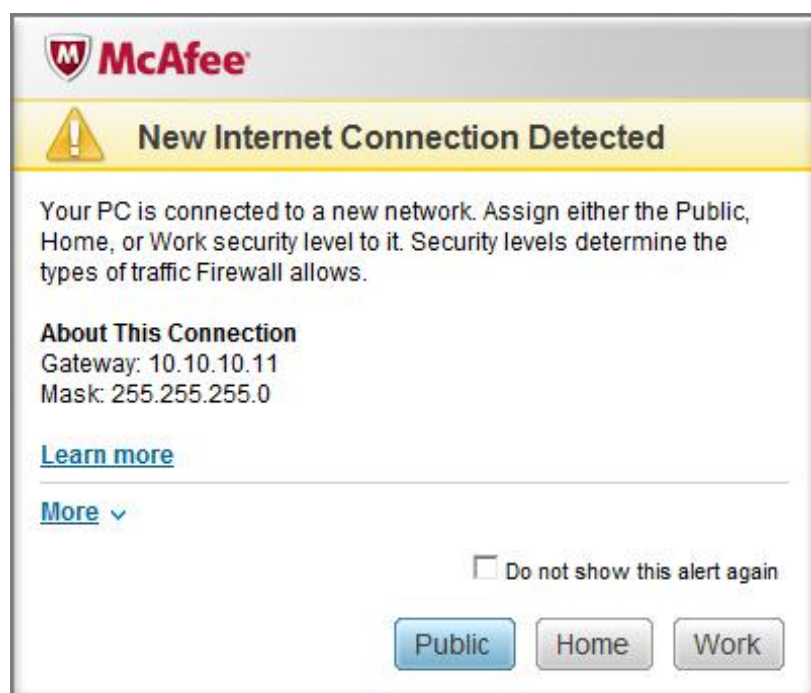 McAfee
New Internet Connection Detected
Your PC is connected to a new network. Assign either the Public,
Home, or Work security level to it. Security levels determine the
types of traffic Firewall allows.
About This Connection
Gateway: 10.10.10.11
Mask: 255.255.255.0
Learn more
More
Do not show this alert again
Public Home Work